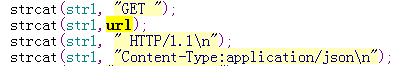 strcat(str1, "GET ");
strcat(str1,url);
strcat(str1, " HTTP/1.1\n");
strcat(str1, "Content-Type:application/json\n");